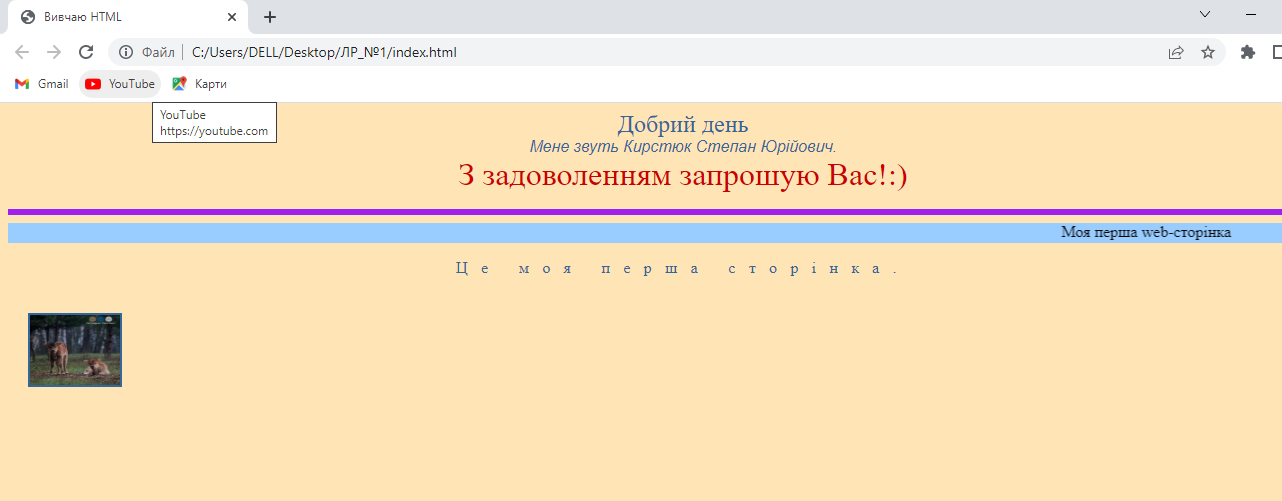 Вивчаю HTML
Файл C:/Users/DELL/Desktop/ЛР_№1/index.html
Gmail YouTube Карти
YouTube
https://youtube.com
Добрий день
Мене звуть Кирстюк Степан Юрійович.
З задоволенням запрошую Вас!:)
Моя перша web-сторінка
Це моя перша сторінка.